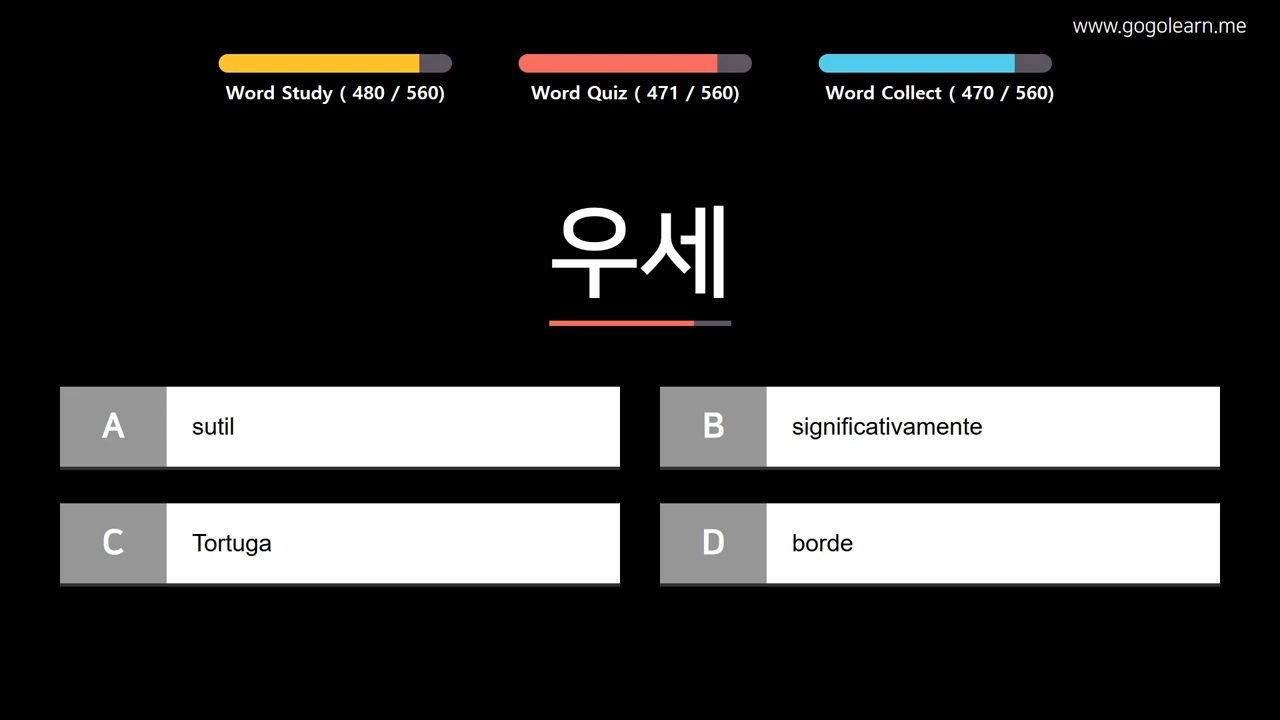 www.gogolearn.me
Word Study ( 480 / 560)
Word Quiz ( 471 / 560)
Word Collect ( 470 / 560)
우세
A sutil
B significativamente
C Tortuga
D borde